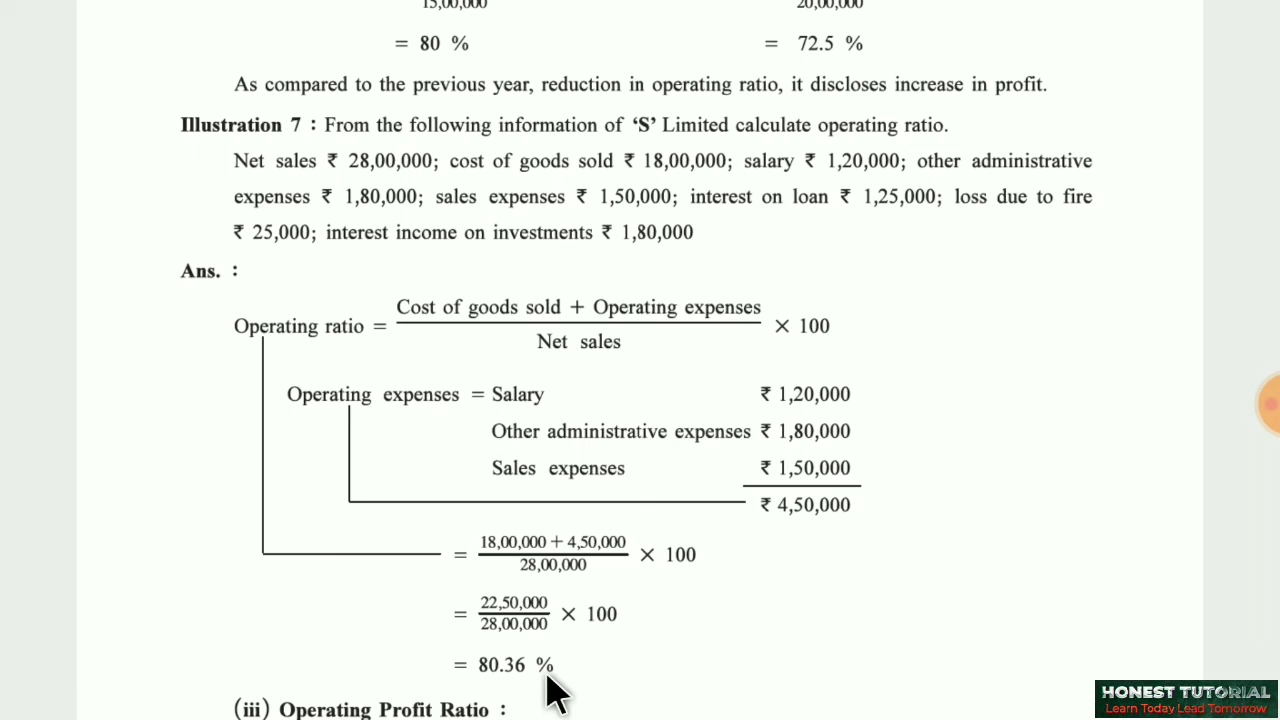 15,00,000 20,00,000
= 80 % = 72.5 %
As compared to the previous year, reduction in operating ratio, it discloses increase in profit.
Illustration 7 : From the following information of ‘S’ Limited calculate operating ratio.
Net sales ₹ 28,00,000; cost of goods sold ₹ 18,00,000; salary ₹ 1,20,000; other administrative
expenses ₹ 1,80,000; sales expenses ₹ 1,50,000; interest on loan ₹ 1,25,000; loss due to fire
₹ 25,000; interest income on investments ₹ 1,80,000
Ans. :
Cost of goods sold + Operating expenses
Operating ratio = × 100
Net sales
Operating expenses = Salary ₹ 1,20,000
Other administrative expenses ₹ 1,80,000
Sales expenses ₹ 1,50,000
₹ 4,50,000
18,00,000 + 4,50,000
= × 100
28,00,000
22,50,000
= × 100
28,00,000
= 80.36 %
(iii) Operating Profit Ratio :
HONEST TUTORIAL
Learn Today Lead Tomorrow